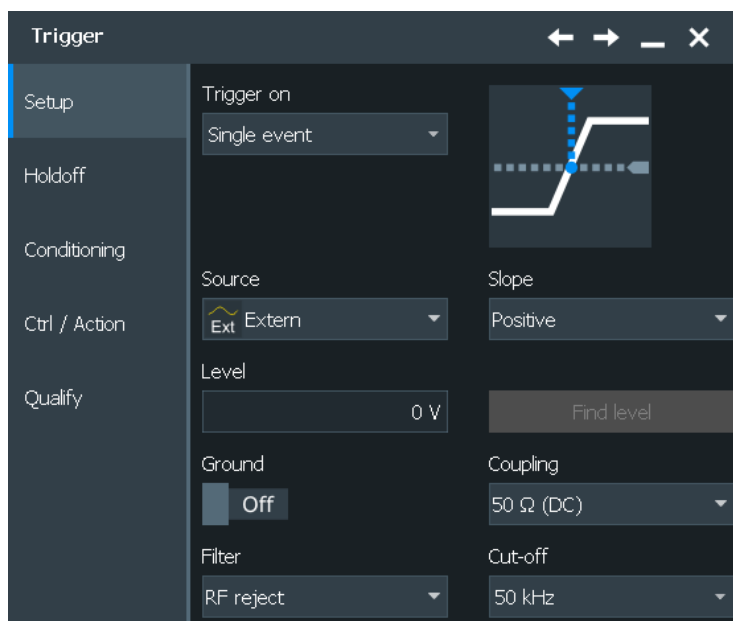 Trigger
Setup
Holdoff
Conditioning
Ctrl / Action
Qualify
Trigger on
Single event
Source
Slope
Ext Extern
Positive
Level
0 V
Find level
Ground
Coupling
Off
50 Ω (DC)
Filter
Cut-off
RF reject
50 kHz